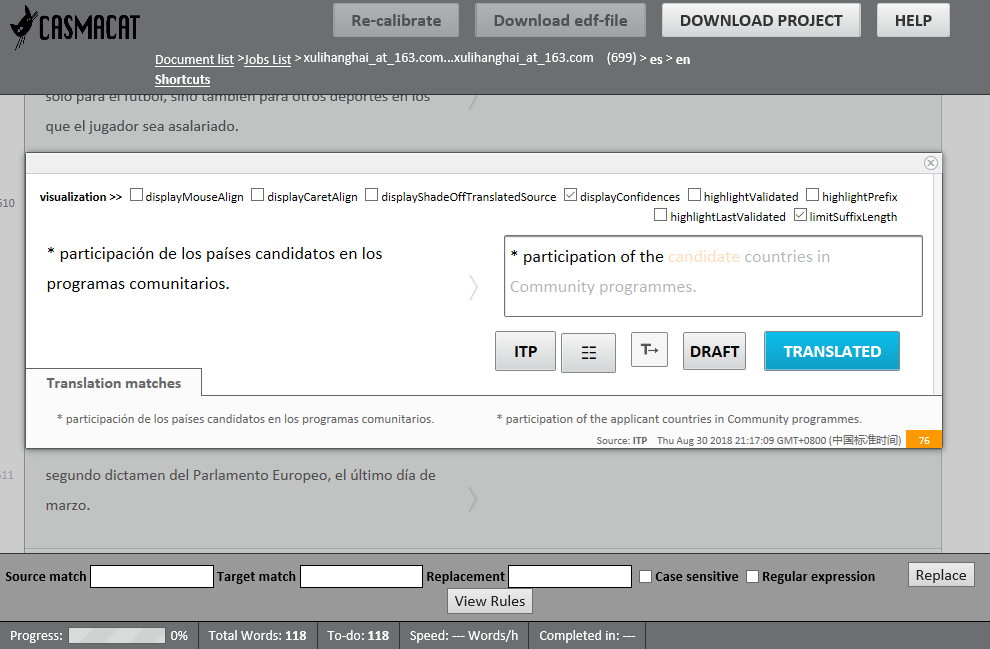 CASMACAT
Re-calibrate Download edf-file DOWNLOAD PROJECT HELP
Document list >Jobs List > xulihanghai_at_163.com...xulihanghai_at_163.com (699) > es > en
Shortcuts
solo para el fútbol, sino también para otros deportes en los
que el jugador sea asalariado.
510
visualization >> displayMouseAlign displayCaretAlign displayShadeOffTranslatedSource displayConfidences highlightValidated highlightPrefix
highlightLastValidated limitSuffixLength
* participación de los países candidatos en los
programas comunitarios.
* participation of the candidate countries in
Community programmes.
ITP T→ DRAFT TRANSLATED
Translation matches
* participación de los países candidatos en los programas comunitarios. * participation of the applicant countries in Community programmes.
Source: ITP Thu Aug 30 2018 21:17:09 GMT+0800 (中国标准时间) 76
511
segundo dictamen del Parlamento Europeo, el último día de
marzo.
Source match Target match Replacement Case sensitive Regular expression Replace
View Rules
Progress: 0% Total Words: 118 To-do: 118 Speed: --- Words/h Completed in: ---